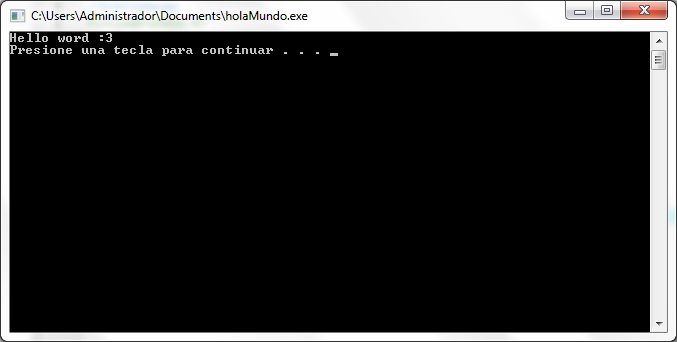 C:\Users\Administrador\Documents\holaMundo.exe
Hello word :3
Presione una tecla para continuar . . . _